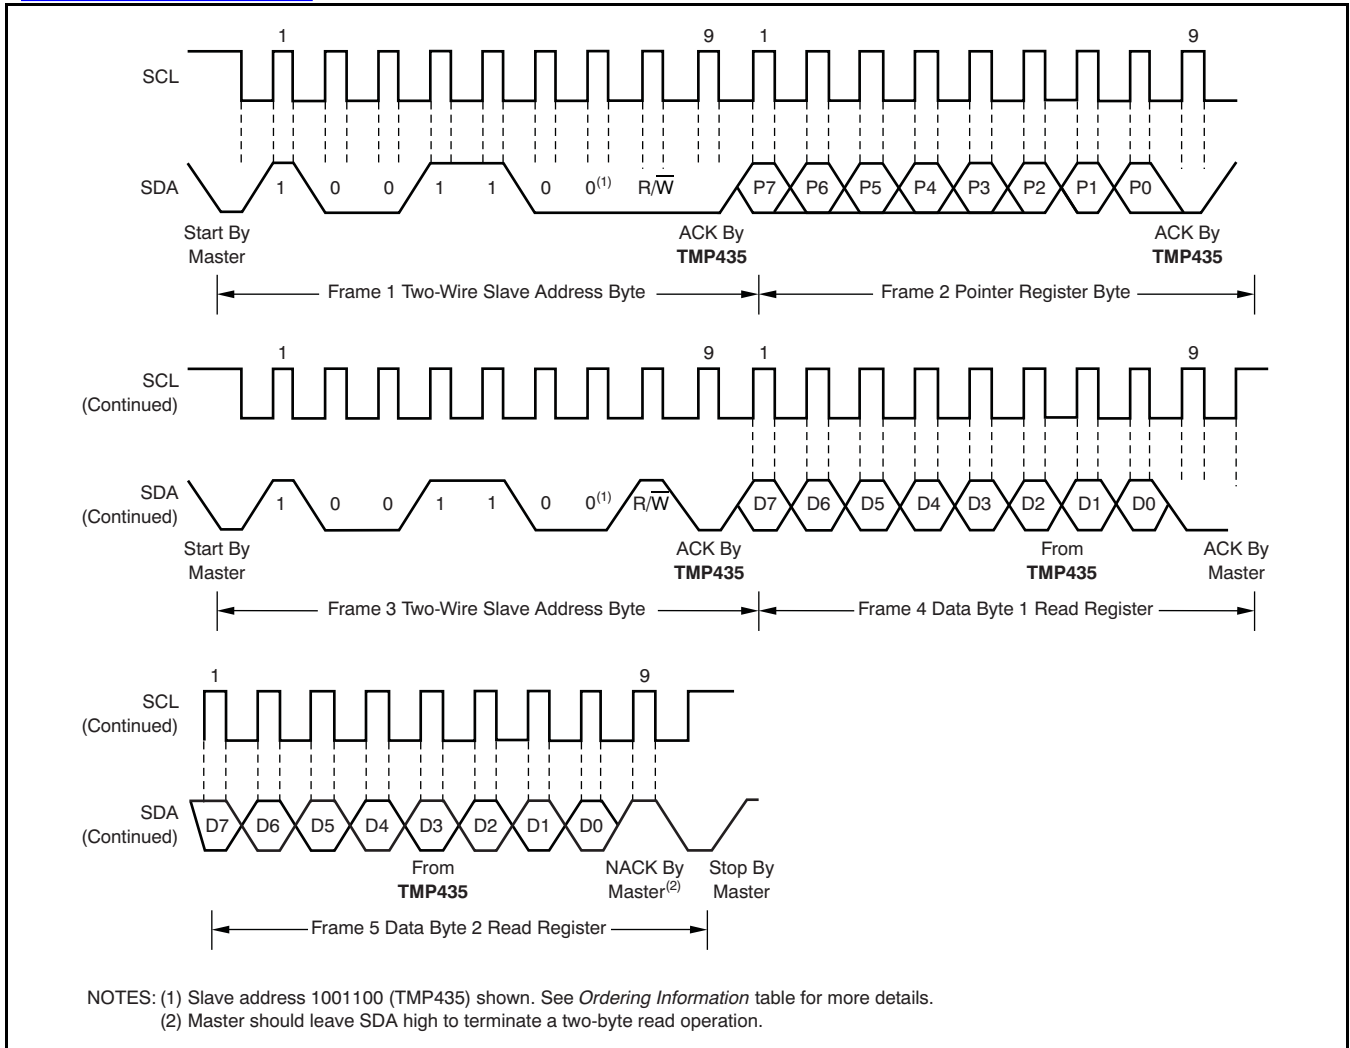 1 9 1 9
SCL
SDA 1 0 0 1 1 0 0(1) R/W̅ P7 P6 P5 P4 P3 P2 P1 P0
Start By
Master
ACK By
TMP435
ACK By
TMP435
Frame 1 Two-Wire Slave Address Byte
Frame 2 Pointer Register Byte
1 9 1 9
SCL
(Continued)
SDA
(Continued)
1 0 0 1 1 0 0(1) R/W̅ D7 D6 D5 D4 D3 D2 D1 D0
Start By
Master
ACK By
TMP435
From
TMP435
ACK By
Master
Frame 3 Two-Wire Slave Address Byte
Frame 4 Data Byte 1 Read Register
1 9
SCL
(Continued)
SDA
(Continued)
D7 D6 D5 D4 D3 D2 D1 D0
From
TMP435
NACK By
Master(2)
Stop By
Master
Frame 5 Data Byte 2 Read Register
NOTES: (1) Slave address 1001100 (TMP435) shown. See Ordering Information table for more details.
(2) Master should leave SDA high to terminate a two-byte read operation.